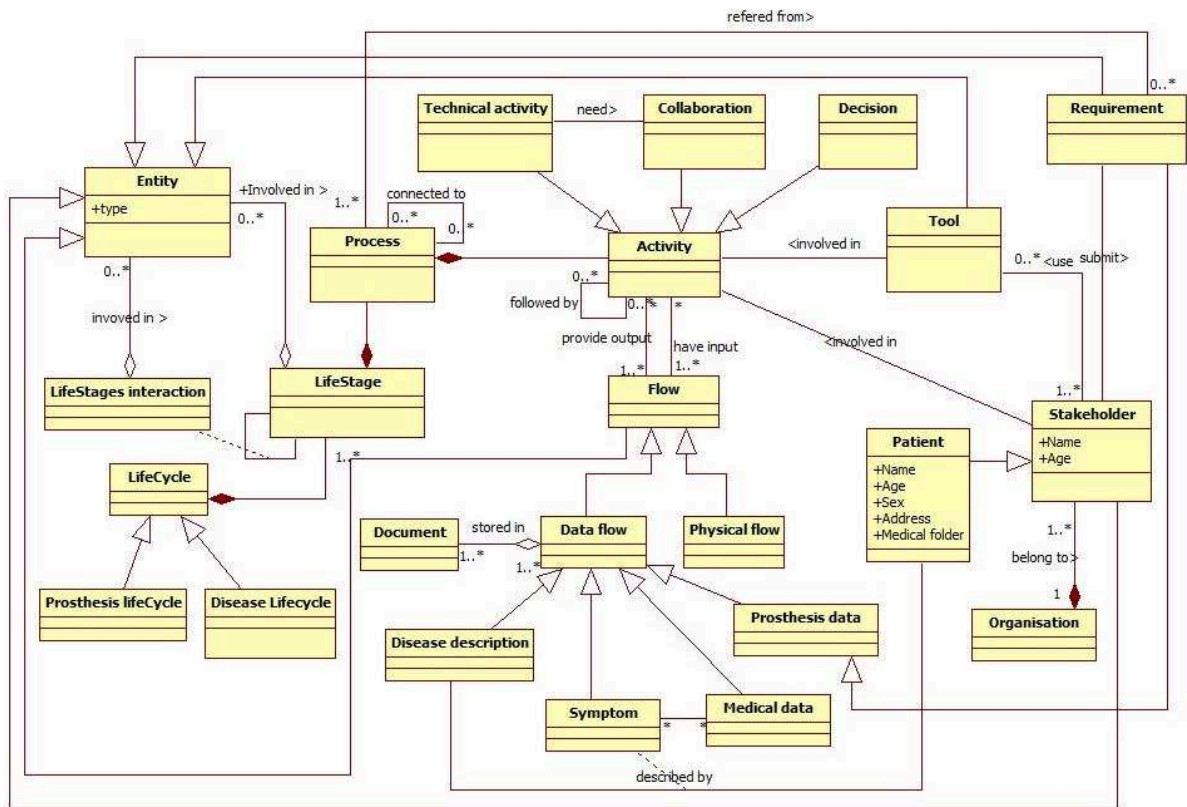 refered from>
0..*
Technical activity
need>
Collaboration
Decision
Requirement
Entity
+type
+Involved in >
0..*
1..*
connected to
0..*
0..*
Process
Activity
<involved in
Tool
0..*
<use
submit>
0..*
invoved in >
0..*
followed by
0..*
*
*
provide output
have input
1..*
1..*
<involved in
1..*
LifeStages interaction
LifeStage
Flow
1..*
Stakeholder
+Name
+Age
Patient
+Name
+Age
+Sex
+Address
+Medical folder
LifeCycle
Document
stored in
1..*
1..*
Data flow
Physical flow
1..*
belong to>
1
Organisation
Prosthesis lifeCycle
Disease Lifecycle
Disease description
Prosthesis data
Symptom
*
*
Medical data
described by